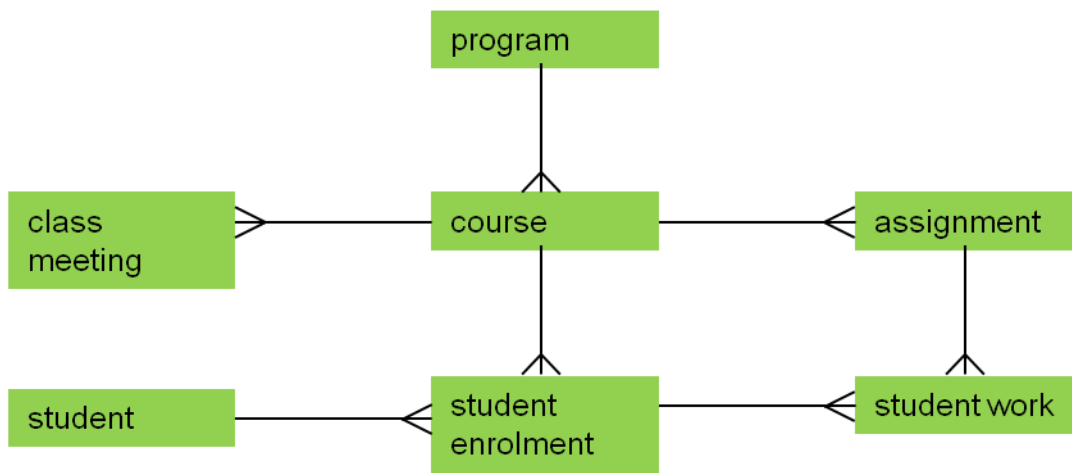 program
class
meeting
course
assignment
student
student
enrolment
student work